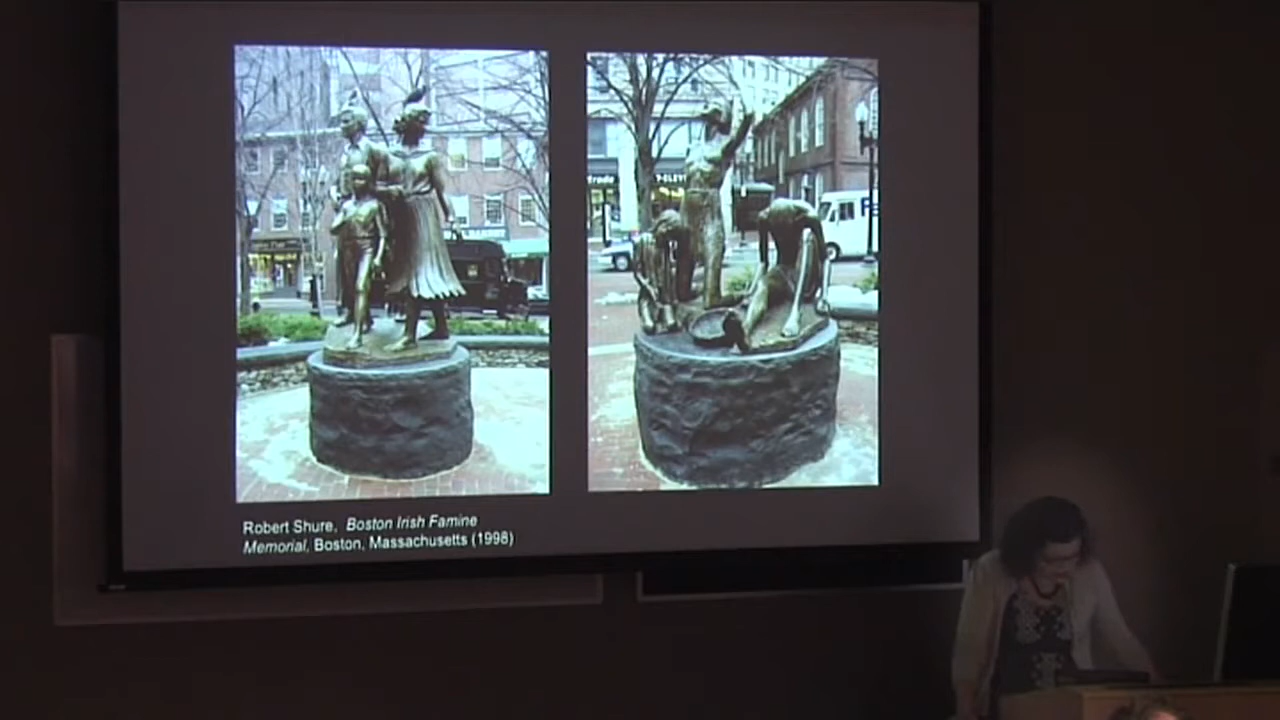 Robert Shure, Boston Irish Famine
Memorial, Boston, Massachusetts (1998)